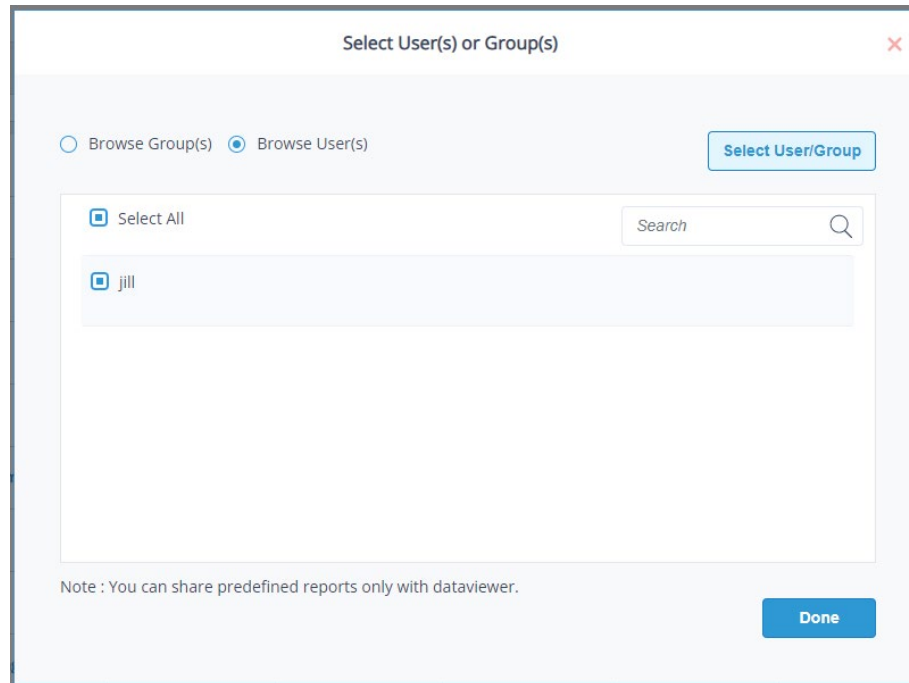 Select User(s) or Group(s)
Browse Group(s) Browse User(s) Select User/Group
Select All Search
jill
Note : You can share predefined reports only with dataviewer.
Done